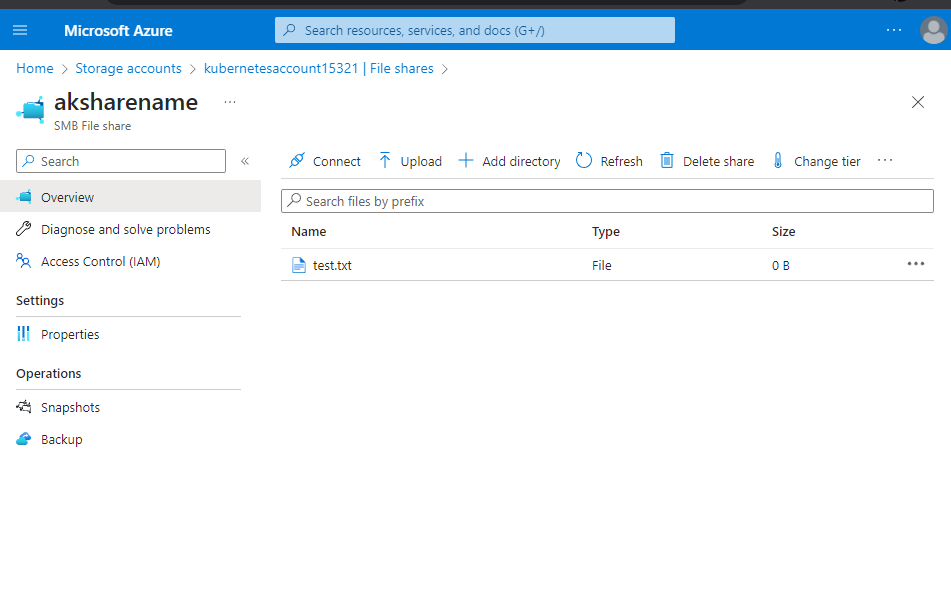 Microsoft Azure
Search resources, services, and docs (G+/)
...
Home > Storage accounts > kubernetesaccount15321 | File shares >
aksharename ...
SMB File share
Search «
Overview
Diagnose and solve problems
Access Control (IAM)
Settings
Properties
Operations
Snapshots
Backup
Connect Upload Add directory Refresh Delete share Change tier ...
Search files by prefix
Name Type Size
test.txt File 0 B ...